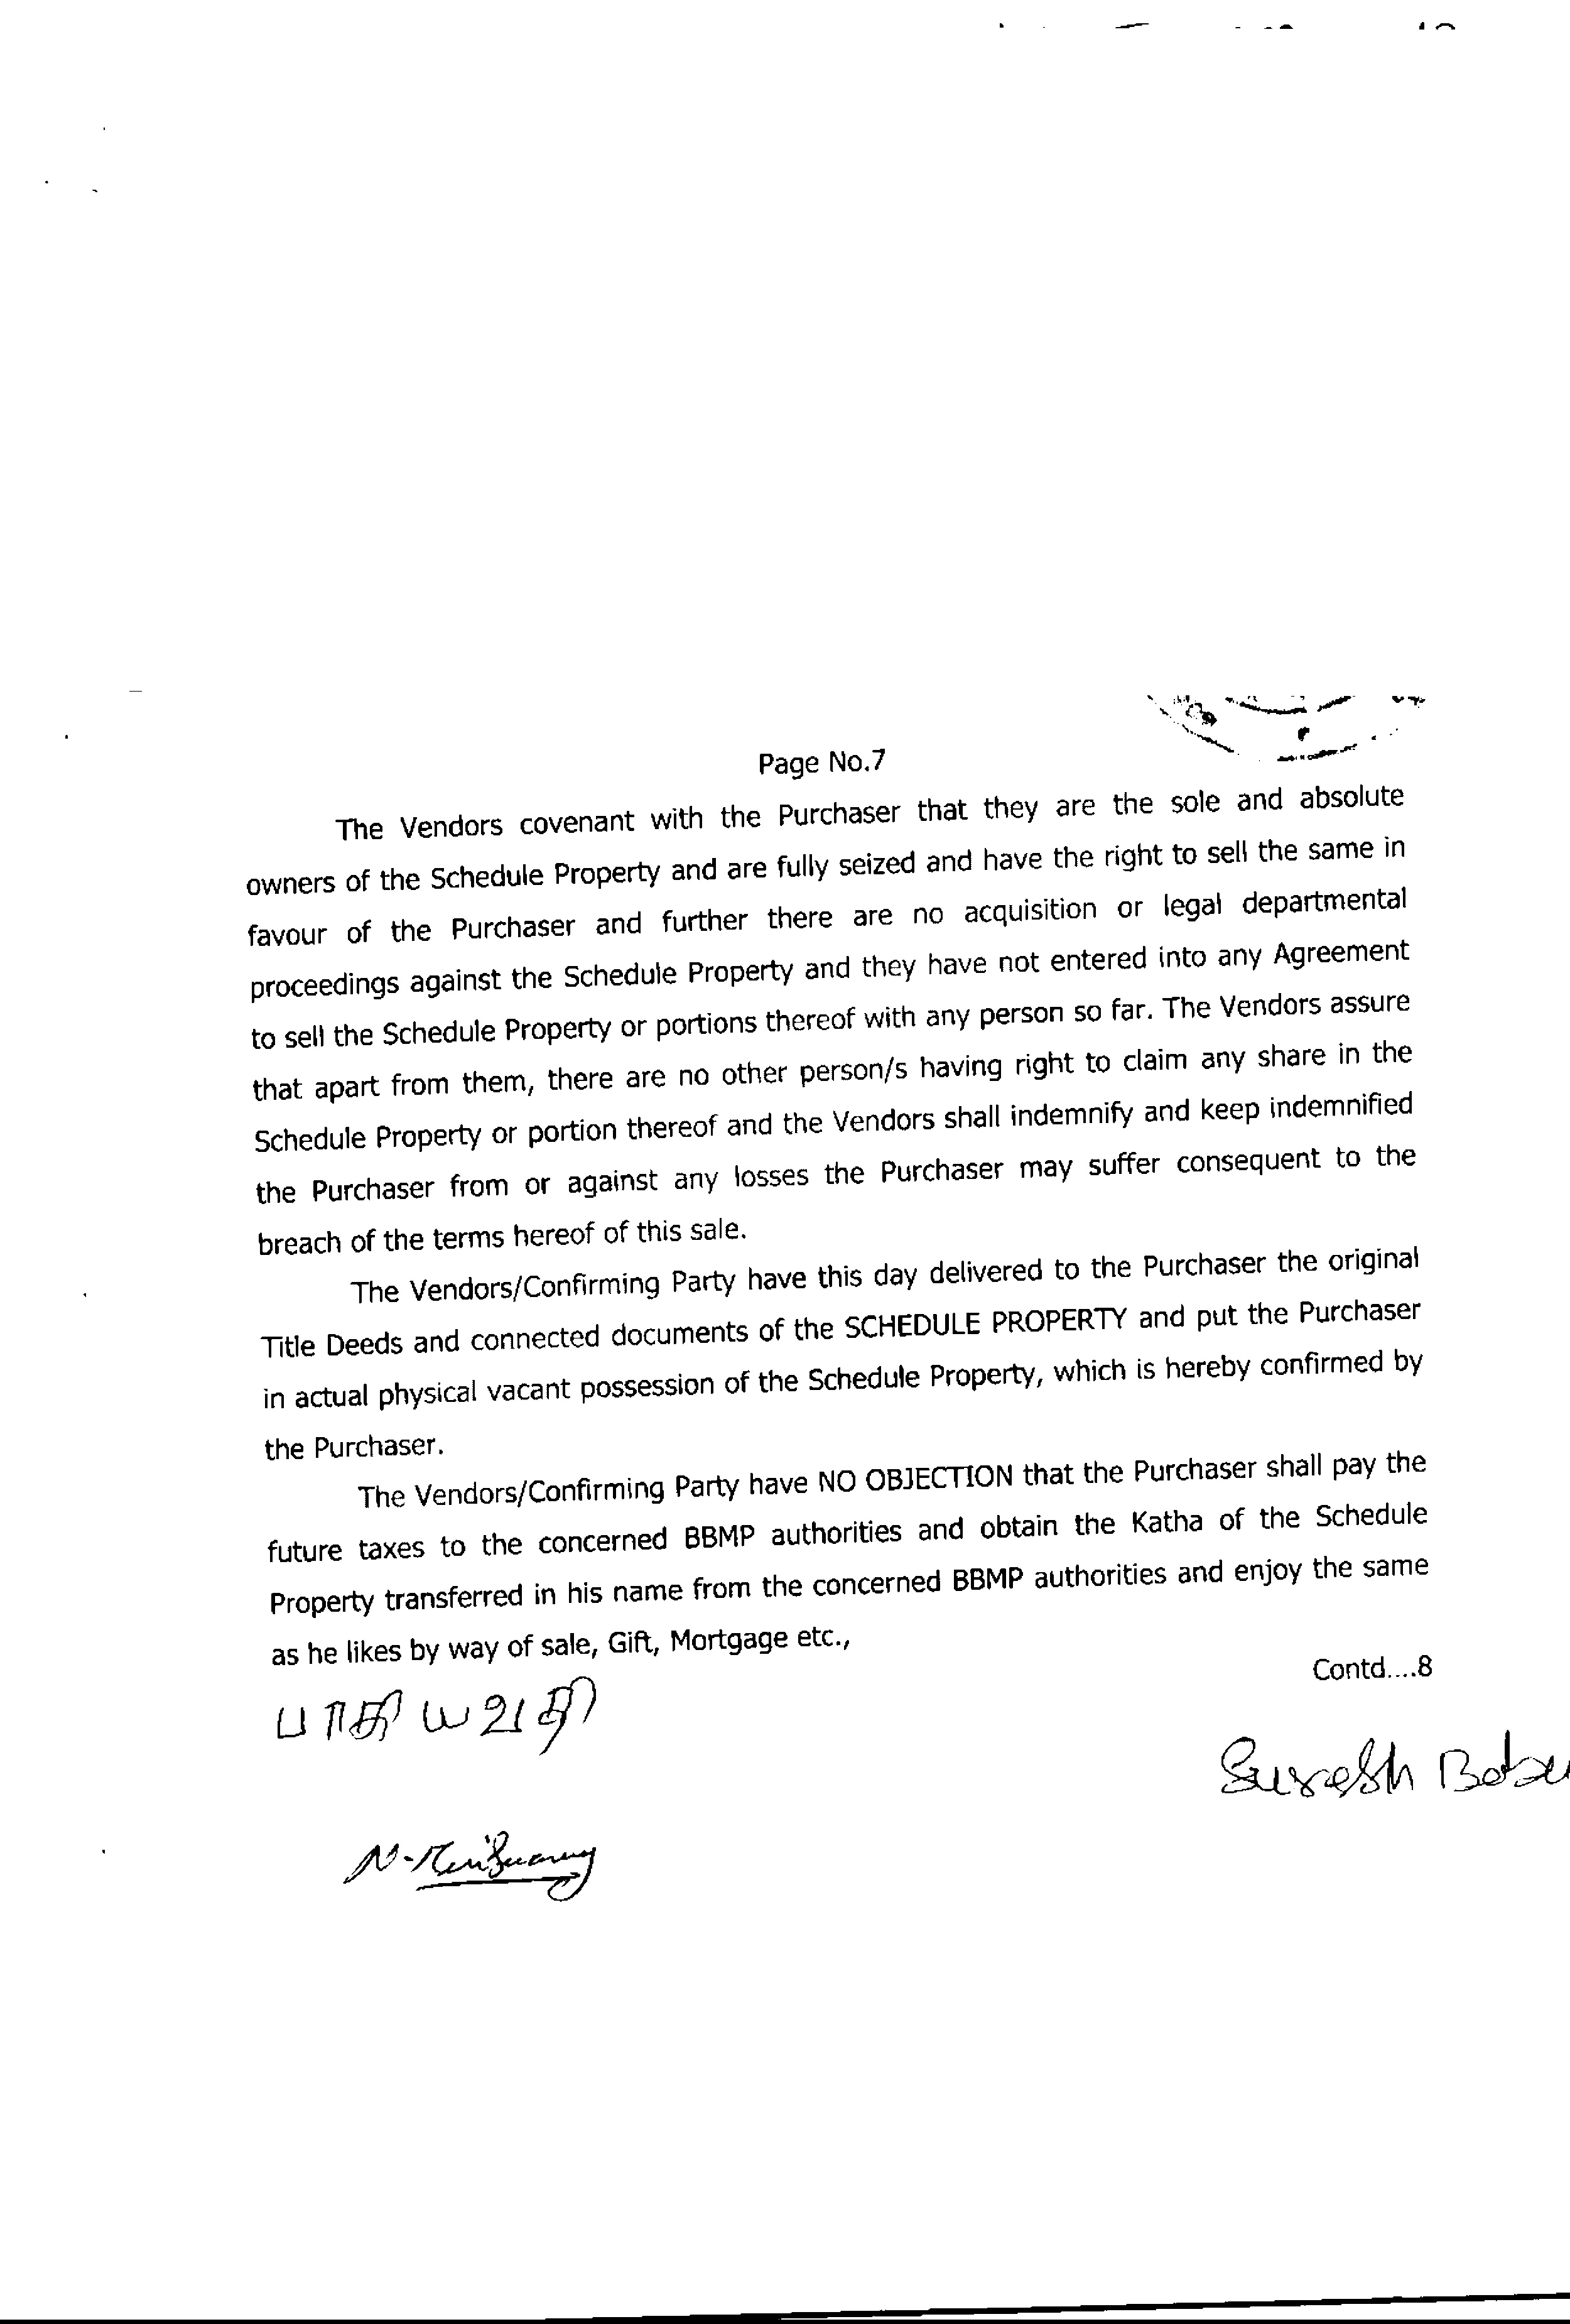 Page No.7
The Vendors covenant with the Purchaser that they are the sole and absolute
owners of the Schedule Property and are fully seized and have the right to sell the same in
favour of the Purchaser and further there are no acquisition or legal departmental
proceedings against the Schedule Property and they have not entered into any Agreement
to sell the Schedule Property or portions thereof with any person so far. The Vendors assure
that apart from them, there are no other person/s having right to claim any share in the
Schedule Property or portion thereof and the Vendors shall indemnify and keep indemnified
the Purchaser from or against any losses the Purchaser may suffer consequent to the
breach of the terms hereof of this sale.
The Vendors/Confirming Party have this day delivered to the Purchaser the original
Title Deeds and connected documents of the SCHEDULE PROPERTY and put the Purchaser
in actual physical vacant possession of the Schedule Property, which is hereby confirmed by
the Purchaser.
The Vendors/Confirming Party have NO OBJECTION that the Purchaser shall pay the
future taxes to the concerned BBMP authorities and obtain the Katha of the Schedule
Property transferred in his name from the concerned BBMP authorities and enjoy the same
as he likes by way of sale, Gift, Mortgage etc.,
Contd....8
பாகியவதி
Suresh Babu